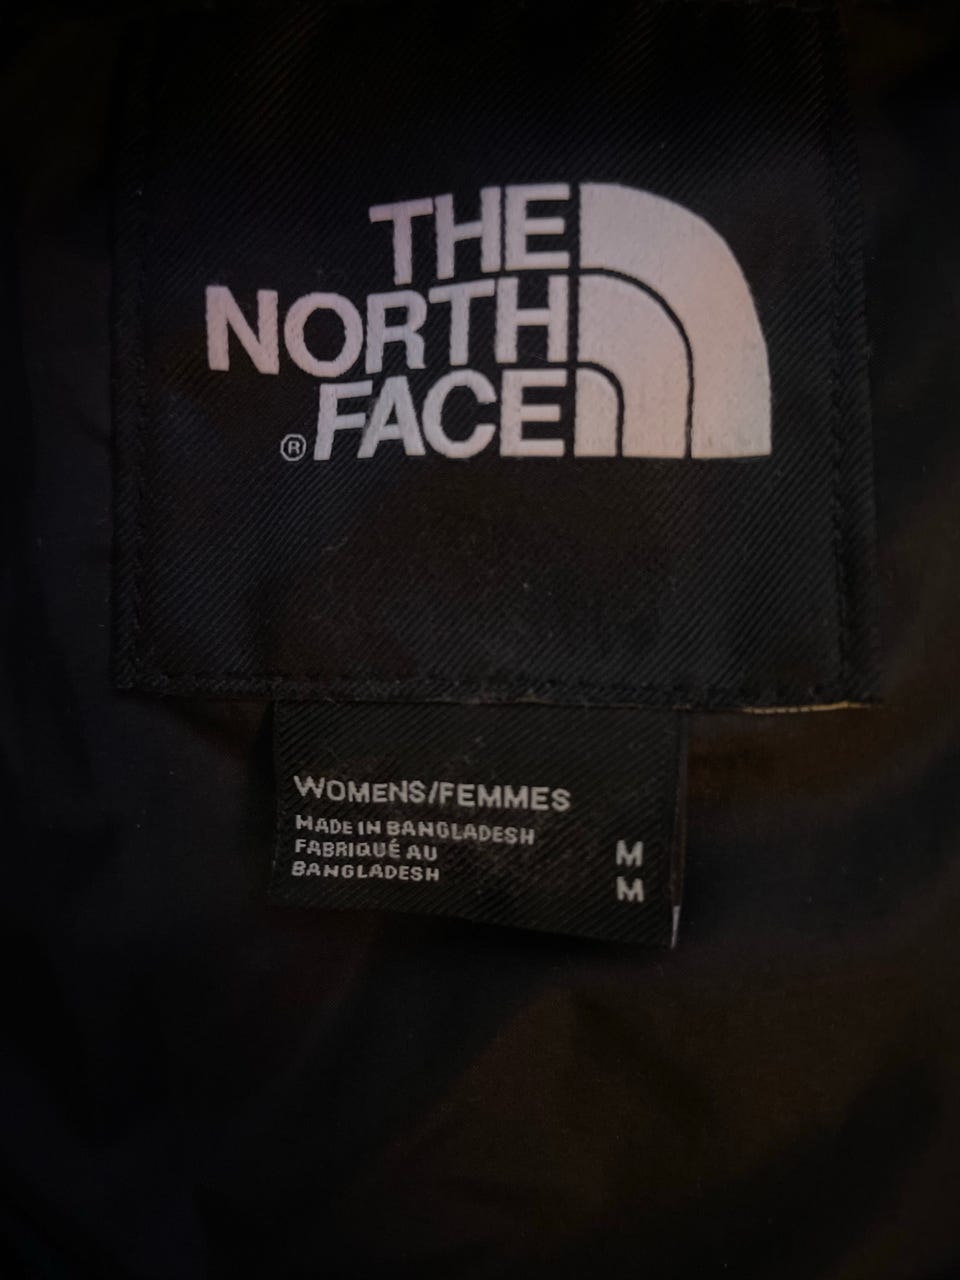 THE
NORTH
® FACE
WOMENS/FEMMES
MADE IN BANGLADESH
FABRIQUÉ AU
BANGLADESH
M
M